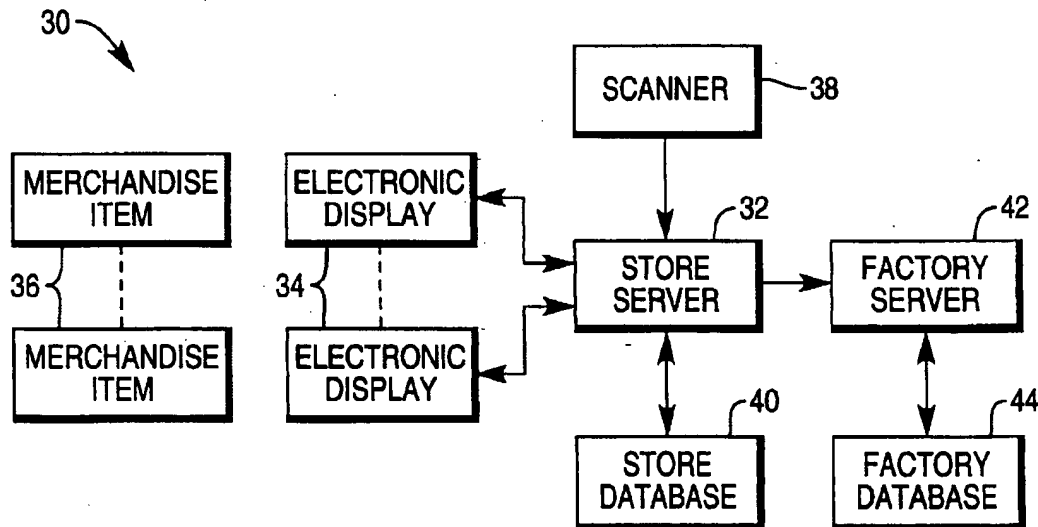 30
SCANNER
38
MERCHANDISE
ITEM
ELECTRONIC
DISPLAY
32
42
STORE
SERVER
FACTORY
SERVER
36
34
MERCHANDISE
ITEM
ELECTRONIC
DISPLAY
40
44
STORE
DATABASE
FACTORY
DATABASE